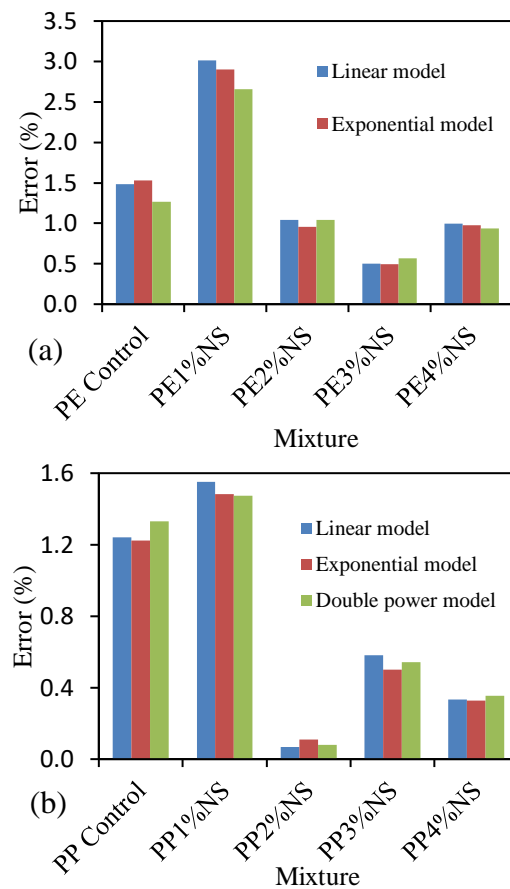 3.5
3.0
2.5
2.0
1.5
1.0
0.5
0.0
Error (%)
Linear model
Exponential model
PE Control
PE1%NS
PE2%NS
PE3%NS
PE4%NS
(a)
Mixture
1.6
1.2
0.8
0.4
0.0
Error (%)
Linear model
Exponential model
Double power model
PP Control
PP1%NS
PP2%NS
PP3%NS
PP4%NS
(b)
Mixture